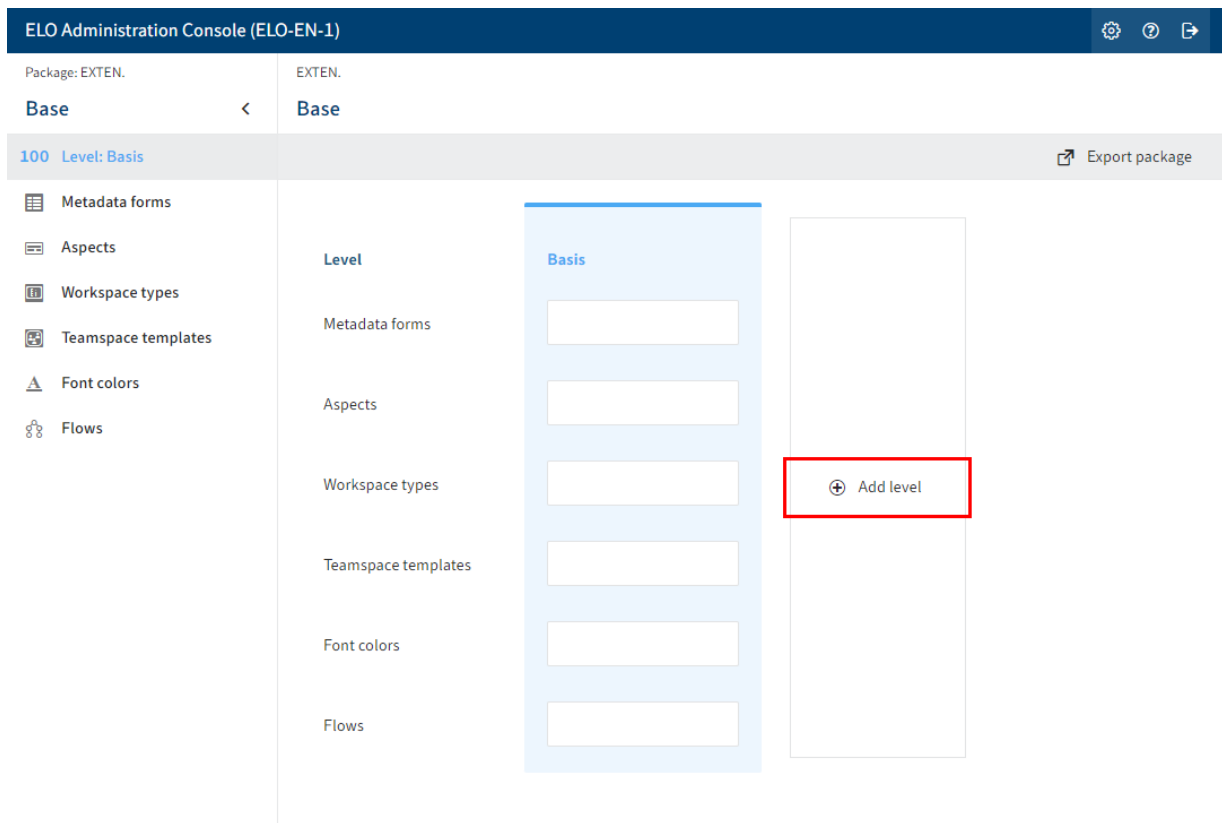 ELO Administration Console (ELO-EN-1)
Package: EXTEN.
Base
EXTEN.
Base
100 Level: Basis
Export package
Metadata forms
Aspects
Workspace types
Teamspace templates
Font colors
Flows
Level
Basis
Metadata forms
Aspects
Workspace types
Add level
Teamspace templates
Font colors
Flows